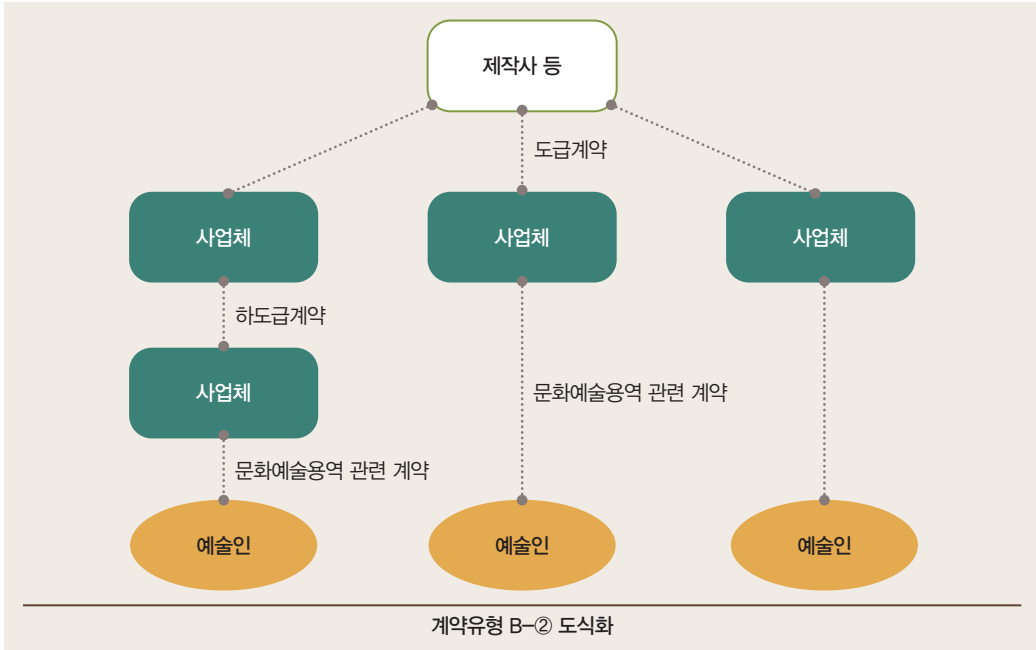 제작사 등
도급계약
사업체
사업체
사업체
하도급계약
사업체
문화예술용역 관련 계약
문화예술용역 관련 계약
예술인
예술인
예술인
계약유형 B-② 도식화